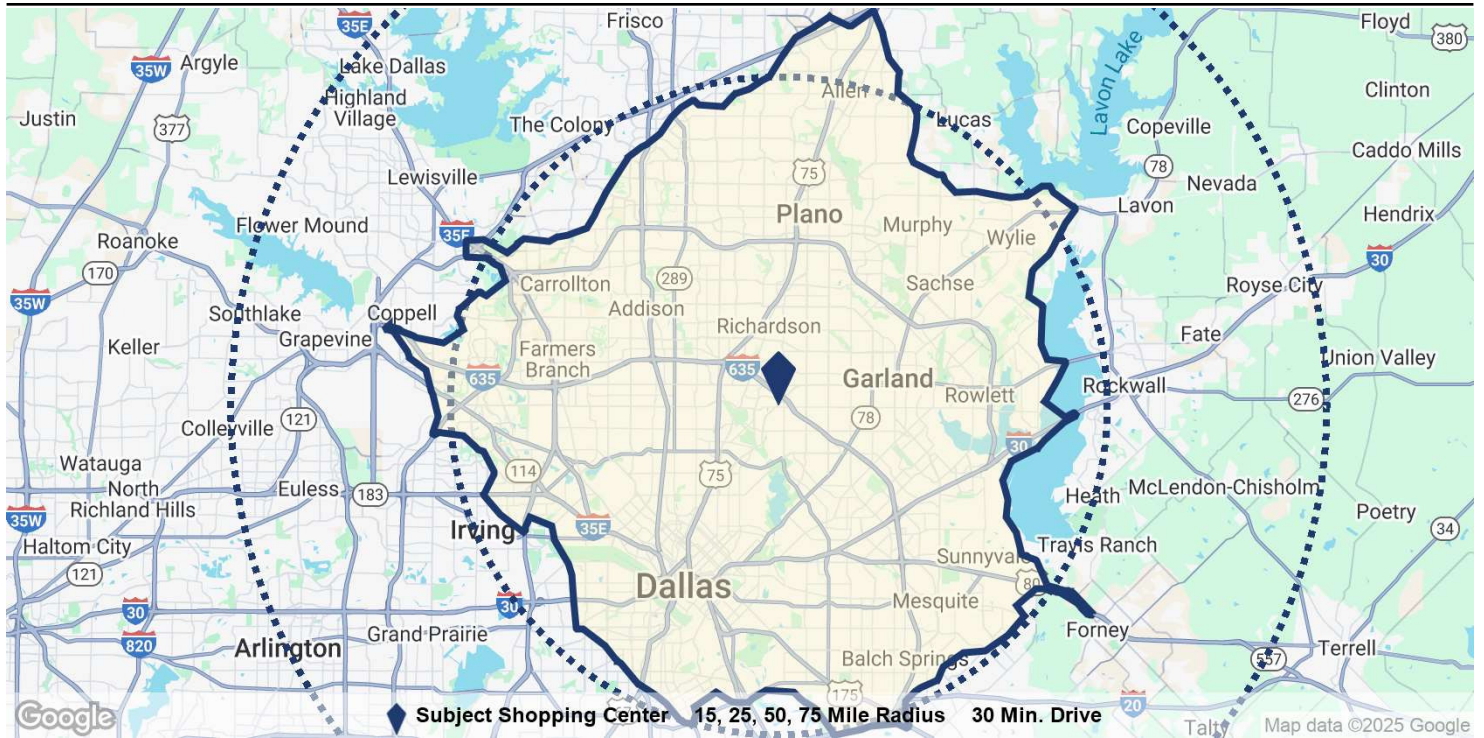 35E
Frisco
Floyd
380
35W
Argyle
Lake Dallas
Allen
Highland
Village
Lavon Lake
Clinton
Justin
377
The Colony
Lucas
Copeville
Caddo Mills
75
78
Lewisville
Nevada
Plano
Lavon
Hendrix
Flower Mound
35E
Murphy
Roanoke
Wylie
30
170
289
Carrollton
Sachse
Royse City
35W
Southlake
Coppell
Addison
Richardson
Fate
Grapevine
Keller
Farmers
Branch
635
635
Garland
Union Valley
Rockwall
Rowlett
276
121
78
Colleyville
30
114
Watauga
75
North
Richland Hills
Euless
183
Heath
McLendon-Chisholm
Poetry
35W
35E
Irving
34
Haltom City
Travis Ranch
Sunnyvale
121
80
Dallas
Mesquite
30
30
Forney
820
Grand Prairie
Arlington
Terrell
557
Balch Springs
175
20
Google
Subject Shopping Center 15, 25, 50, 75 Mile Radius 30 Min. Drive
Talty
Map data ©2025 Google